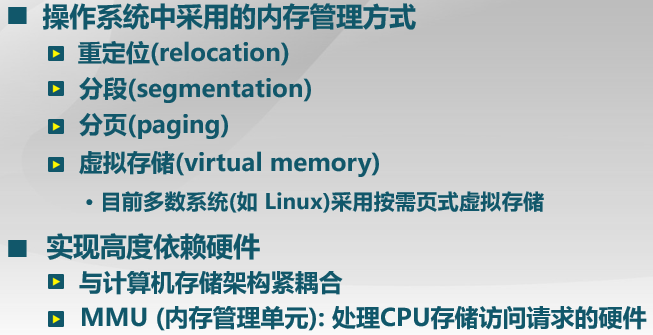 操作系统中采用的内存管理方式
重定位(relocation)
分段(segmentation)
分页(paging)
虚拟存储(virtual memory)
• 目前多数系统(如 Linux)采用按需页式虚拟存储
实现高度依赖硬件
与计算机存储架构紧耦合
MMU (内存管理单元): 处理CPU存储访问请求的硬件